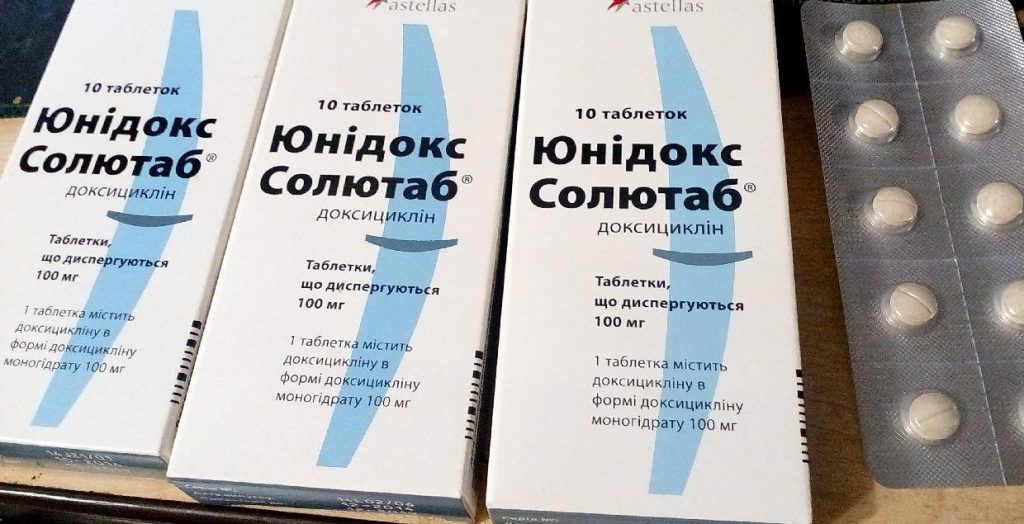 10 таблеток
Юнідокс
Солютаб®
доксициклін
Таблетки,
що диспергуються
100 мг
1 таблетка містить
доксицикліну в
формі доксицикліну
моногідрату 100 мг
astellas
10 таблеток
Юнідокс
Солютаб®
доксициклін
Таблетки,
що диспергуються
100 мг
1 таблетка містить
доксицикліну в
формі доксицикліну
моногідрату 100 мг
astellas
10 таблеток
Юнідокс
Солютаб®
доксициклін
Таблетки,
що диспергуються
100 мг
1 таблетка містить
доксицикліну в
формі доксицикліну
моногідрату 100 мг